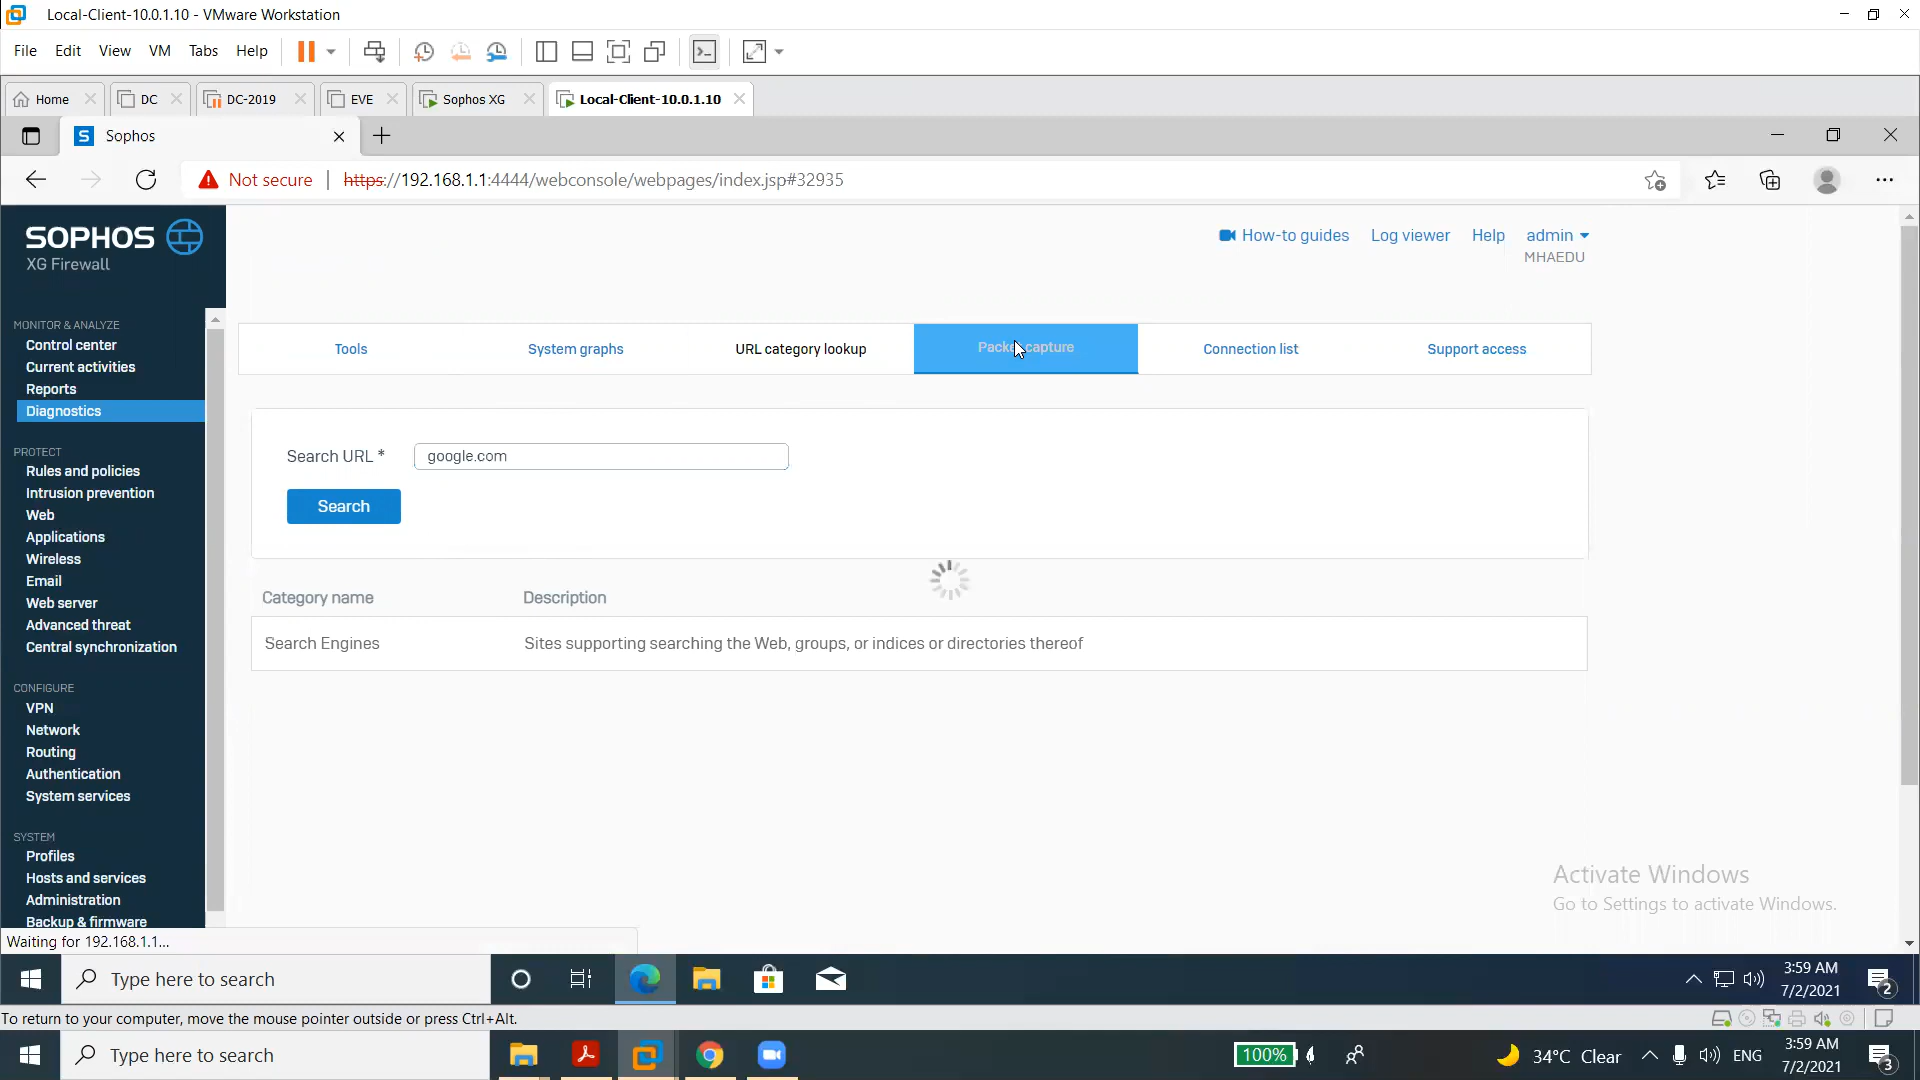 Local-Client-10.0.1.10 - VMware Workstation
File Edit View VM Tabs Help
Home DC DC-2019 EVE Sophos XG Local-Client-10.0.1.10
S Sophos
Not secure | https://192.168.1.1:4444/webconsole/webpages/index.jsp#32935
SOPHOS
XG Firewall
How-to guides Log viewer Help admin
MHAEDU
MONITOR & ANALYZE
Control center
Current activities
Reports
Diagnostics
PROTECT
Rules and policies
Intrusion prevention
Web
Applications
Wireless
Email
Web server
Advanced threat
Central synchronization
CONFIGURE
VPN
Network
Routing
Authentication
System services
SYSTEM
Profiles
Hosts and services
Administration
Backup & firmware
Tools System graphs URL category lookup Packet capture Connection list Support access
Search URL * google.com
Search
Category name Description
Search Engines Sites supporting searching the Web, groups, or indices or directories thereof
Activate Windows
Go to Settings to activate Windows.
Waiting for 192.168.1.1...
Type here to search
3:59 AM
7/2/2021
2
To return to your computer, move the mouse pointer outside or press Ctrl+Alt.
Type here to search
100%
34°C Clear
ENG
3:59 AM
7/2/2021
3